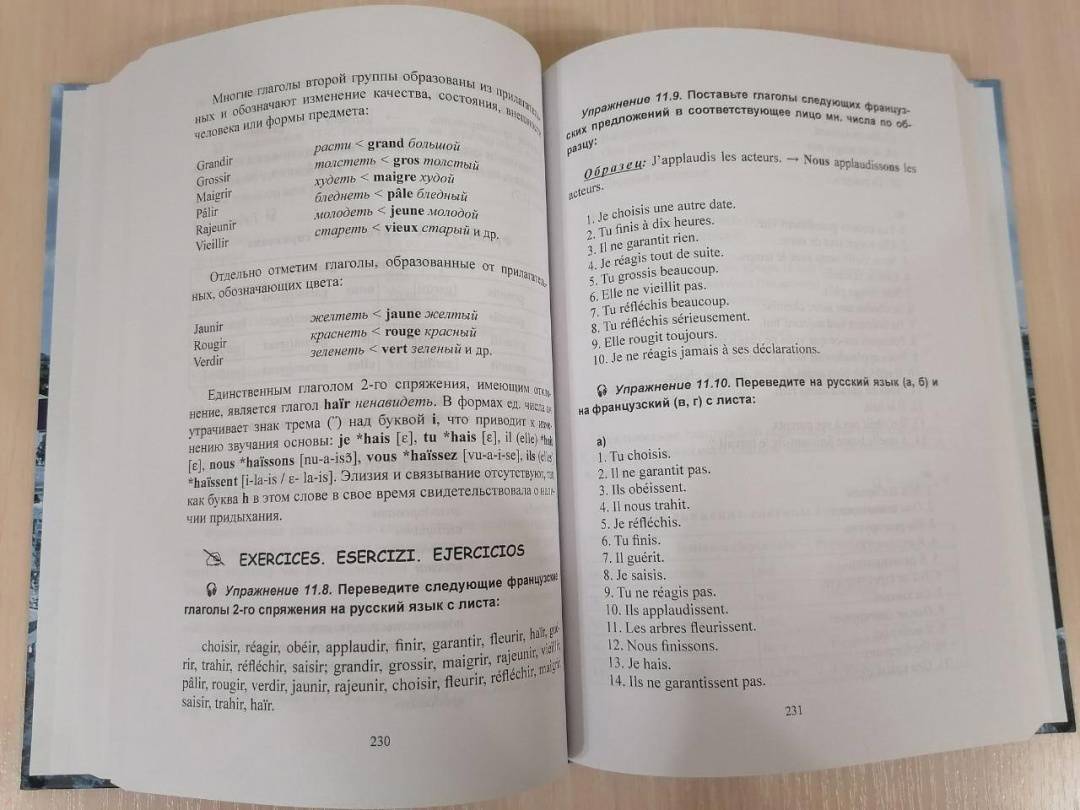 Многие глаголы второй группы образованы из прилагатель-
ных и обозначают изменение качества, состояния, внешности
человека или формы предмета:
Grandir расти < grand большой
Grossir толстеть < gros толстый
Maigrir худеть < maigre худой
Pâlir бледнеть < pâle бледный
Rajeunir молодеть < jeune молодой
Vieillir стареть < vieux старый и др.
Отдельно отметим глаголы, образованные от прилагатель-
ных, обозначающих цвета:
Jaunir желтеть < jaune желтый
Rougir краснеть < rouge красный
Verdir зеленеть < vert зеленый и др.
Единственным глаголом 2-го спряжения, имеющим откло-
нение, является глагол haïr ненавидеть. В формах ед. числа он
утрачивает знак трема (¨) над буквой i, что приводит к изме-
нению звучания основы: je *hais [ɛ], tu *hais [ɛ], il (elle) *hait
[ɛ], nous *haïssons [nu-a-isɔ̃], vous *haïssez [vu-a-i-se], ils (elles)
*haïssent [i-la-is / ɛ- la-is]. Элизия и связывание отсутствуют, так
как буква h в этом слове в свое время свидетельствовала о нали-
чии придыхания.
EXERCICES. ESERCIZI. EJERCICIOS
Упражнение 11.8. Переведите следующие французские
глаголы 2-го спряжения на русский язык с листа:
choisir, réagir, obéir, applaudir, finir, garantir, fleurir, haïr, gué-
rir, trahir, réfléchir, saisir; grandir, grossir, maigrir, rajeunir, vieillir,
pâlir, rougir, verdir, jaunir, rajeunir, choisir, fleurir, réfléchir, maigrir,
saisir, trahir, haïr.
230
Упражнение 11.9. Поставьте глаголы следующих француз-
ских предложений в соответствующее лицо мн. числа по об-
разцу:
Образец: J’applaudis les acteurs. → Nous applaudissons les
acteurs.
1. Je choisis une autre date.
2. Tu finis à dix heures.
3. Il ne garantit rien.
4. Je réagis tout de suite.
5. Tu grossis beaucoup.
6. Elle ne vieillit pas.
7. Tu réfléchis beaucoup.
8. Tu réfléchis sérieusement.
9. Elle rougit toujours.
10. Je ne réagis jamais à ses déclarations.
Упражнение 11.10. Переведите на русский язык (а, б) и
на французский (в, г) с листа:
а)
1. Tu choisis.
2. Il ne garantit pas.
3. Ils obéissent.
4. Il nous trahit.
5. Je réfléchis.
6. Tu finis.
7. Il guérit.
8. Je saisis.
9. Tu ne réagis pas.
10. Ils applaudissent.
11. Les arbres fleurissent.
12. Nous finissons.
13. Je hais.
14. Ils ne garantissent pas.
231